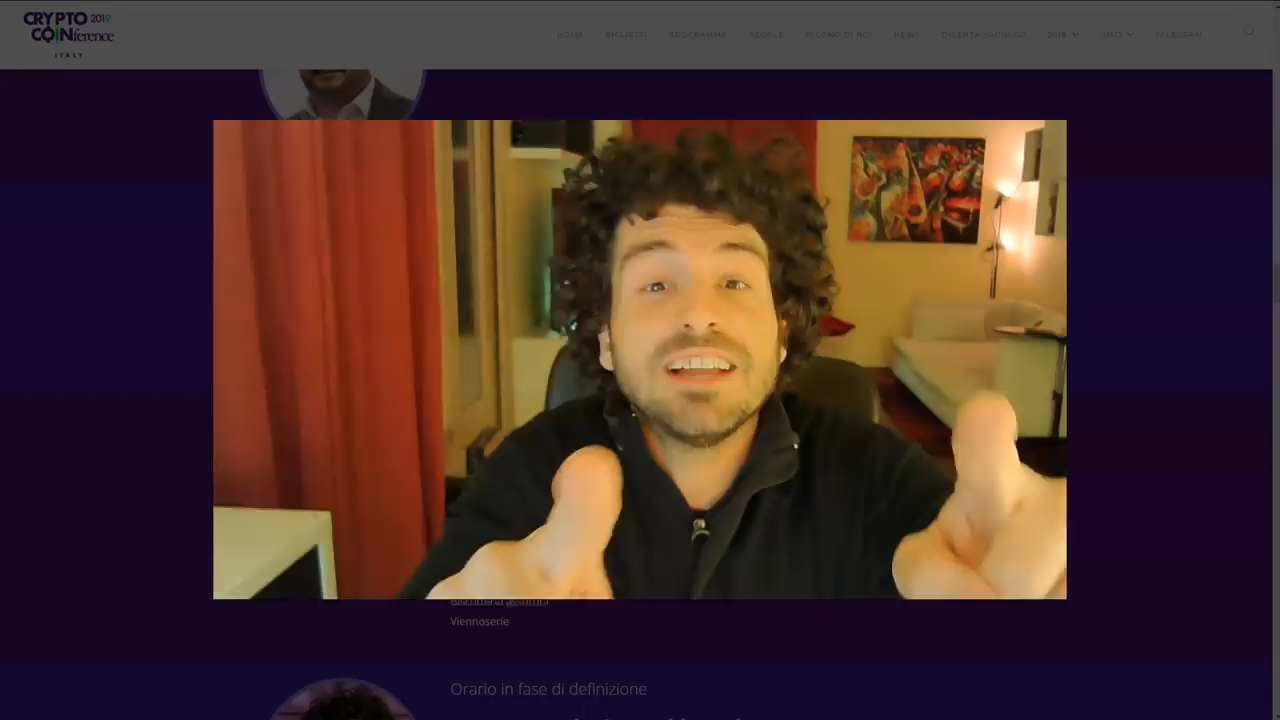 CRYPTO 2019
COINference
ITALY
HOME BIGLIETTI PROGRAMMA PEOPLE DICONO DI NOI NEWS DIVENTA SPONSOR 2018 INFO TELEGRAM
Viennoserie
Orario in fase di definizione